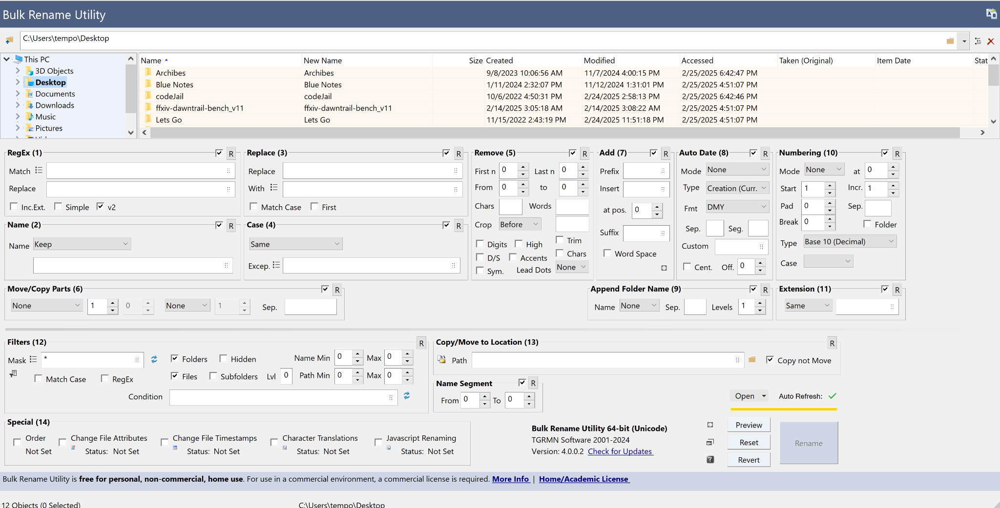 Bulk Rename Utility
C:\Users\tempo\Desktop
This PC
3D Objects
Desktop
Documents
Downloads
Music
Pictures
Name New Name Size Created Modified Accessed Taken (Original) Item Date Stat
Archibes Archibes 9/8/2023 10:06:56 AM 11/7/2024 4:00:15 PM 2/25/2025 6:42:47 PM
Blue Notes Blue Notes 1/11/2024 2:32:07 PM 11/12/2024 1:31:01 PM 2/25/2025 4:51:07 PM
codeJail codeJail 10/6/2022 4:50:31 PM 2/24/2025 2:58:13 PM 2/25/2025 6:42:46 PM
ffxiv-dawntrail-bench_v11 ffxiv-dawntrail-bench_v11 2/14/2025 3:05:18 AM 2/14/2025 3:08:22 AM 2/25/2025 4:51:07 PM
Lets Go Lets Go 11/15/2022 2:43:19 PM 2/24/2025 11:51:18 PM 2/25/2025 4:51:07 PM
RegEx (1) R
Match
Replace
Inc.Ext. Simple v2
Name (2) R
Name Keep
Replace (3) R
Replace
With
Match Case First
Case (4) R
Same
Excep.
Remove (5) R
First n 0 Last n 0
From 0 to 0
Chars Words
Crop Before
Digits High Trim
D/S Accents Chars
Sym. Lead Dots None
Add (7) R
Prefix
Insert
at pos. 0
Suffix
Word Space
Auto Date (8) R
Mode None
Type Creation (Curr.
Fmt DMY
Sep. Seg.
Custom
Cent. Off. 0
Numbering (10) R
Mode None at 0
Start 1 Incr. 1
Pad 0 Sep.
Break 0 Folder
Type Base 10 (Decimal)
Case
Move/Copy Parts (6) R
None 1 0 None 1 Sep.
Append Folder Name (9) R
Name None Sep. Levels 1
Extension (11) R
Same
Filters (12) R
Mask * Folders Hidden Name Min 0 Max 0
Match Case RegEx Files Subfolders Lvl 0 Path Min 0 Max 0
Condition
Copy/Move to Location (13) R
Path Copy not Move
Name Segment R
From 0 To 0
Open Auto Refresh:
Special (14)
Order Change File Attributes Change File Timestamps Character Translations Javascript Renaming
Not Set Status: Not Set Status: Not Set Status: Not Set Status: Not Set
Bulk Rename Utility 64-bit (Unicode)
TGRMN Software 2001-2024
Version: 4.0.0.2 Check for Updates
Preview
Reset
Revert
Rename
Bulk Rename Utility is free for personal, non-commercial, home use. For use in a commercial environment, a commercial license is required. More Info | Home/Academic License
12 Objects (0 Selected) C:\Users\tempo\Desktop